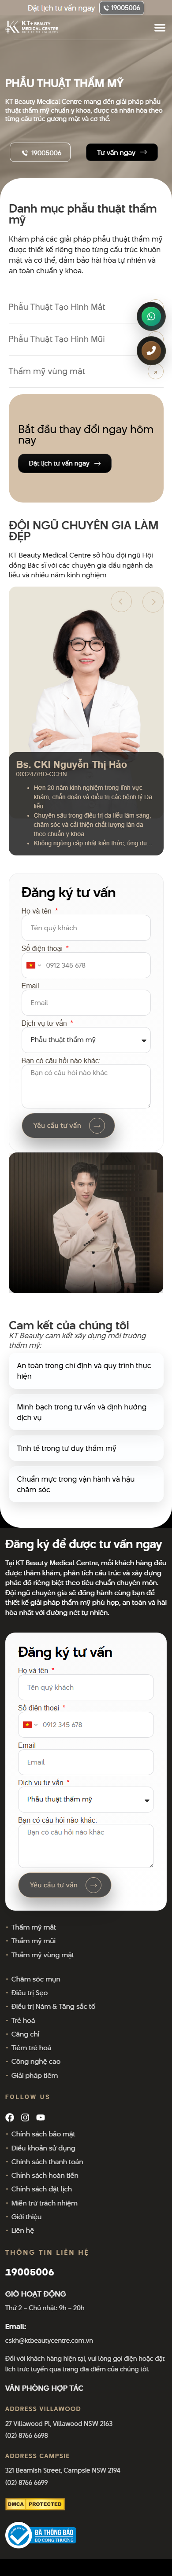 Đặt lịch tư vấn ngay 19005006
KT BEAUTY
MEDICAL CENTRE
PHẪU THUẬT THẨM MỸ
KT Beauty Medical Centre mang đến giải pháp phẫu
thuật thẩm mỹ chuẩn y khoa, được cá nhân hóa theo
từng cấu trúc gương mặt và cơ thể.
19005006
Tư vấn ngay →
Danh mục phẫu thuật thẩm
mỹ
Khám phá các giải pháp phẫu thuật thẩm mỹ
được thiết kế riêng theo từng cấu trúc khuôn
mặt và cơ thể, đảm bảo hài hòa tự nhiên và
an toàn chuẩn y khoa.
Phẫu Thuật Tạo Hình Mắt
Phẫu Thuật Tạo Hình Mũi
Thẩm mỹ vùng mặt
Bắt đầu thay đổi ngay hôm
nay
Đặt lịch tư vấn ngay →
ĐỘI NGŨ CHUYÊN GIA LÀM
ĐẸP
KT Beauty Medical Centre sở hữu đội ngũ Hội
đồng Bác sĩ với các chuyên gia đầu ngành da
liễu và nhiều năm kinh nghiệm
Bs. CKI Nguyễn Thị Hảo
003247/BD-CCHN
• Hơn 20 năm kinh nghiệm trong lĩnh vực
khám, chẩn đoán và điều trị các bệnh lý Da
liễu
• Chuyên sâu trong điều trị da liễu lâm sàng,
chăm sóc và cải thiện chất lượng làn da
theo chuẩn y khoa
• Không ngừng cập nhật kiến thức, ứng dụ...
Đăng ký tư vấn
Họ và tên *
Tên quý khách
Số điện thoại *
0912 345 678
Email
Email
Dịch vụ tư vấn *
Phẫu thuật thẩm mỹ
Bạn có câu hỏi nào khác:
Bạn có câu hỏi nào khác
Yêu cầu tư vấn →
Cam kết của chúng tôi
KT Beauty cam kết xây dựng môi trường
thẩm mỹ:
An toàn trong chỉ định và quy trình thực
hiện
Minh bạch trong tư vấn và định hướng
dịch vụ
Tinh tế trong tư duy thẩm mỹ
Chuẩn mực trong vận hành và hậu
chăm sóc
Đăng ký để được tư vấn ngay
Tại KT Beauty Medical Centre, mỗi khách hàng đều
được thăm khám, phân tích cấu trúc và xây dựng
phác đồ riêng biệt theo tiêu chuẩn chuyên môn.
Đội ngũ chuyên gia sẽ đồng hành cùng bạn để
thiết kế giải pháp thẩm mỹ phù hợp, an toàn và hài
hòa nhất với đường nét tự nhiên.
Đăng ký tư vấn
Họ và tên *
Tên quý khách
Số điện thoại *
0912 345 678
Email
Email
Dịch vụ tư vấn *
Phẫu thuật thẩm mỹ
Bạn có câu hỏi nào khác:
Bạn có câu hỏi nào khác
Yêu cầu tư vấn →
• Thẩm mỹ mắt
• Thẩm mỹ mũi
• Thẩm mỹ vùng mặt
• Chăm sóc mụn
• Điều trị Sẹo
• Điều trị Nám & Tăng sắc tố
• Trẻ hoá
• Căng chỉ
• Tiêm trẻ hoá
• Công nghệ cao
• Giải pháp tiêm
FOLLOW US
• Chính sách bảo mật
• Điều khoản sử dụng
• Chính sách thanh toán
• Chính sách hoàn tiền
• Chính sách đặt lịch
• Miễn trừ trách nhiệm
• Giới thiệu
• Liên hệ
THÔNG TIN LIÊN HỆ
19005006
GIỜ HOẠT ĐỘNG
Thứ 2 – Chủ nhật: 9h – 20h
Email:
cskh@ktbeautycentre.com.vn
Đối với khách hàng hiện tại, vui lòng gọi điện hoặc đặt
lịch trực tuyến qua trang địa điểm của chúng tôi.
VĂN PHÒNG HỢP TÁC
ADDRESS VILLAWOOD
27 Villawood Pl, Villawood NSW 2163
(02) 8766 6698
ADDRESS CAMPSIE
321 Beamish Street, Campsie NSW 2194
(02) 8766 6699
DMCA PROTECTED
ĐÃ THÔNG BÁO
BỘ CÔNG THƯƠNG